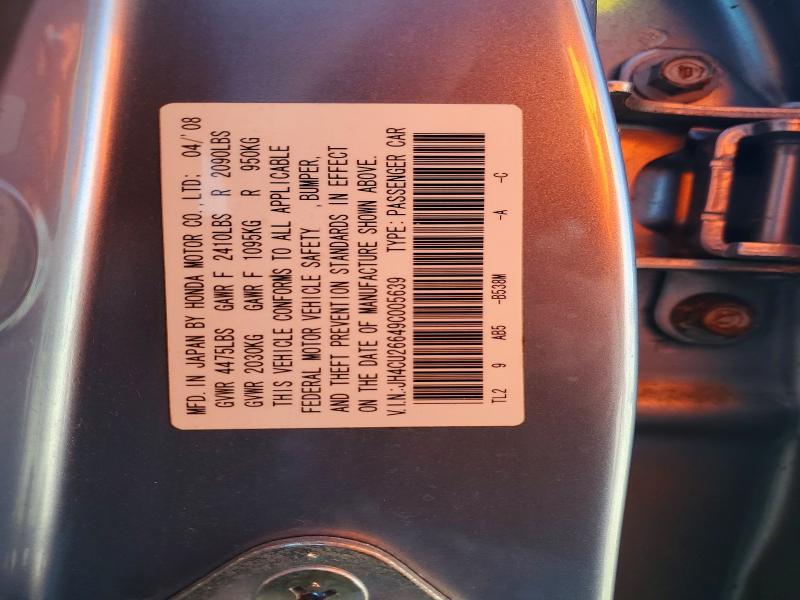 MFD. IN JAPAN BY HONDA MOTOR CO., LTD; 04/'08
GVWR 4475LBS GAWR F 2410LBS R 2090LBS
GVWR 2030KG GAWR F 1095KG R 950KG
THIS VEHICLE CONFORMS TO ALL APPLICABLE
FEDERAL MOTOR VEHICLE SAFETY ,BUMPER,
AND THEFT PREVENTION STANDARDS IN EFFECT
ON THE DATE OF MANUFACTURE SHOWN ABOVE.
V.I.N:JH4CU26649C005639 TYPE: PASSENGER CAR
TL2 9 AB5 -B538M -A -C